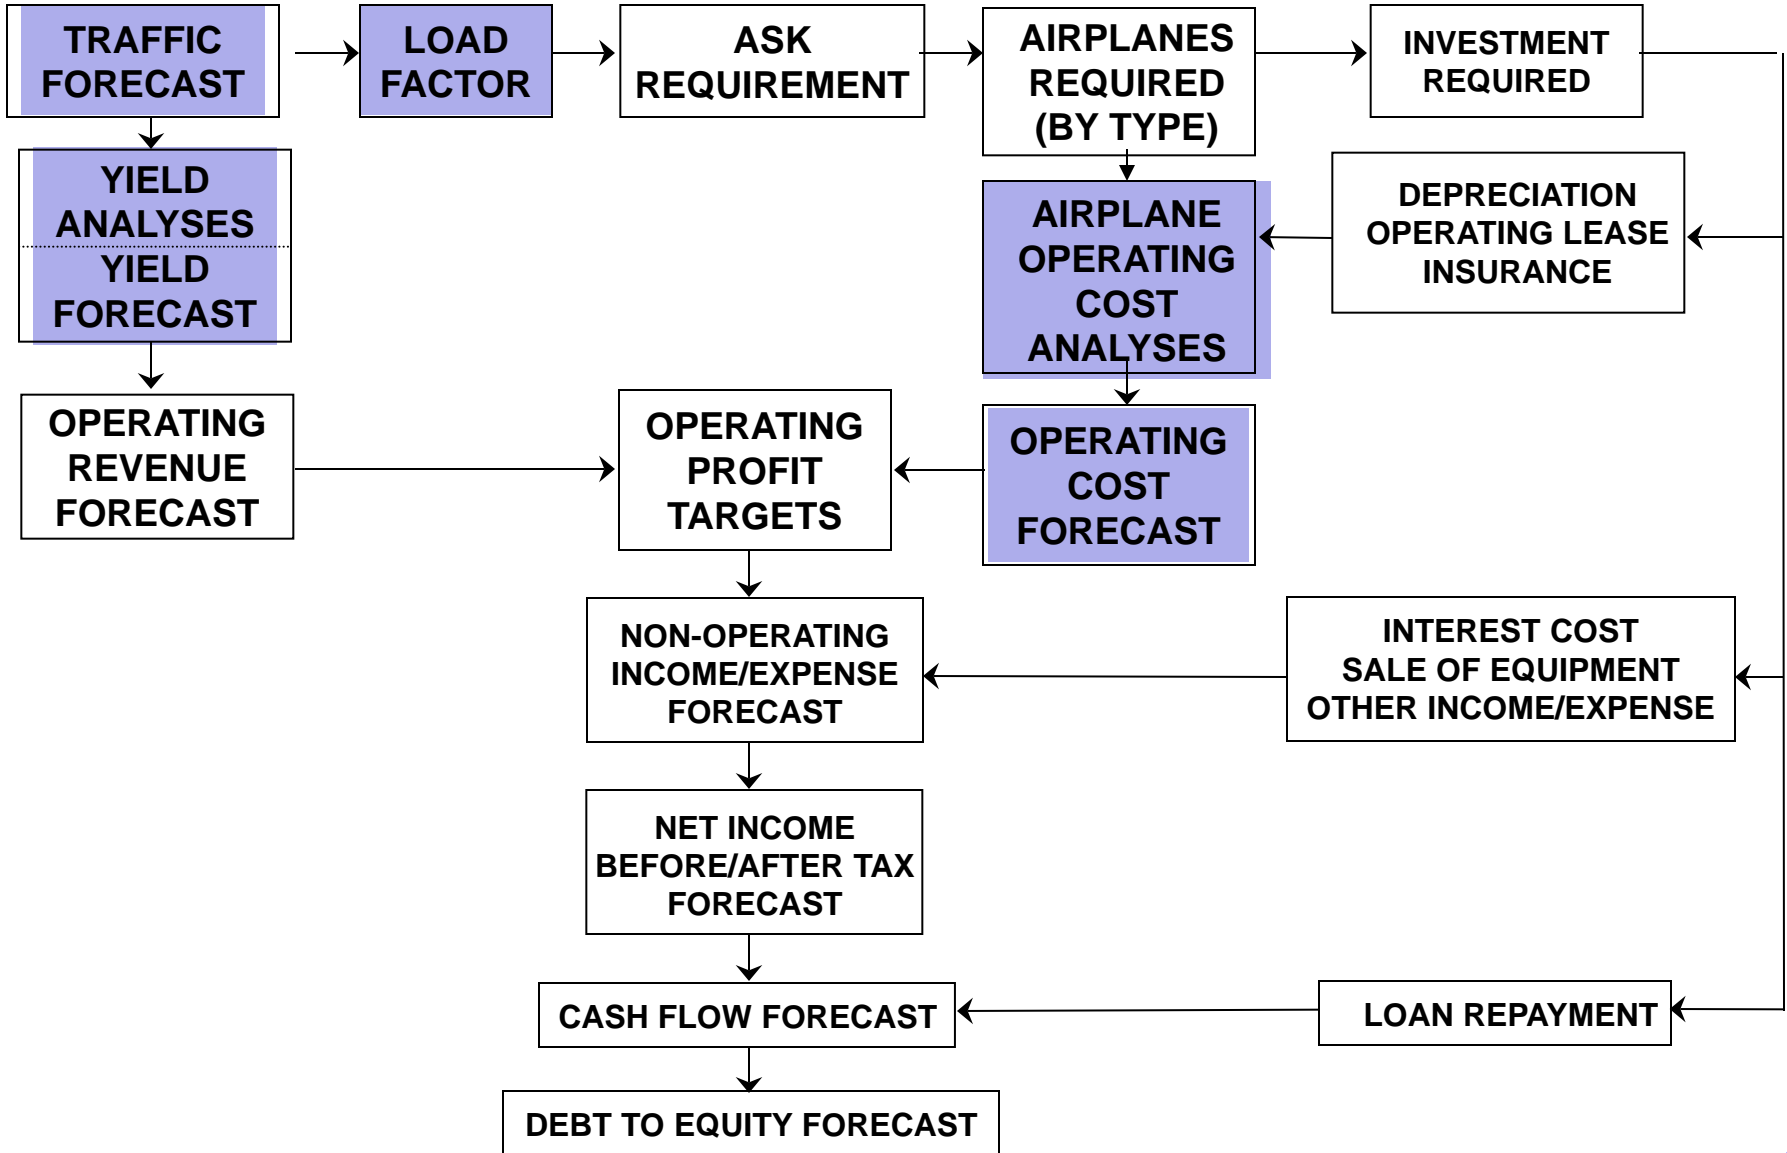 TRAFFIC
FORECAST
LOAD
FACTOR
ASK
REQUIREMENT
AIRPLANES
REQUIRED
(BY TYPE)
INVESTMENT
REQUIRED
YIELD
ANALYSES
YIELD
FORECAST
AIRPLANE
OPERATING
COST
ANALYSES
DEPRECIATION
OPERATING LEASE
INSURANCE
OPERATING
REVENUE
FORECAST
OPERATING
PROFIT
TARGETS
OPERATING
COST
FORECAST
NON-OPERATING
INCOME/EXPENSE
FORECAST
INTEREST COST
SALE OF EQUIPMENT
OTHER INCOME/EXPENSE
NET INCOME
BEFORE/AFTER TAX
FORECAST
CASH FLOW FORECAST
LOAN REPAYMENT
DEBT TO EQUITY FORECAST